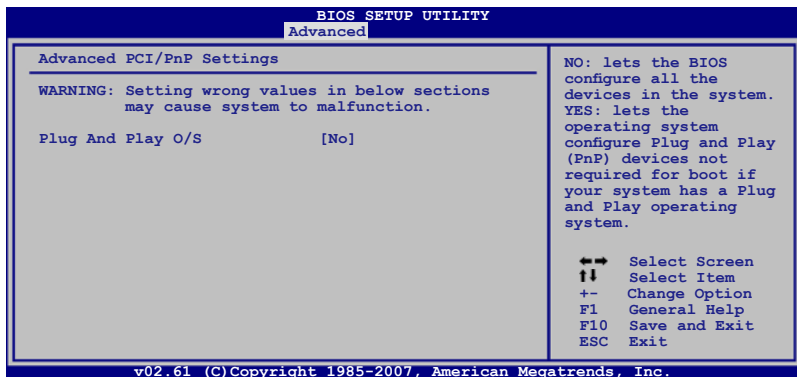 BIOS SETUP UTILITY
Advanced
Advanced PCI/PnP Settings
WARNING: Setting wrong values in below sections
may cause system to malfunction.
Plug And Play O/S [No]
NO: lets the BIOS
configure all the
devices in the system.
YES: lets the
operating system
configure Plug and Play
(PnP) devices not
required for boot if
your system has a Plug
and Play operating
system.
←→ Select Screen
↑↓ Select Item
+- Change Option
F1 General Help
F10 Save and Exit
ESC Exit
v02.61 (C)Copyright 1985-2007, American Megatrends, Inc.